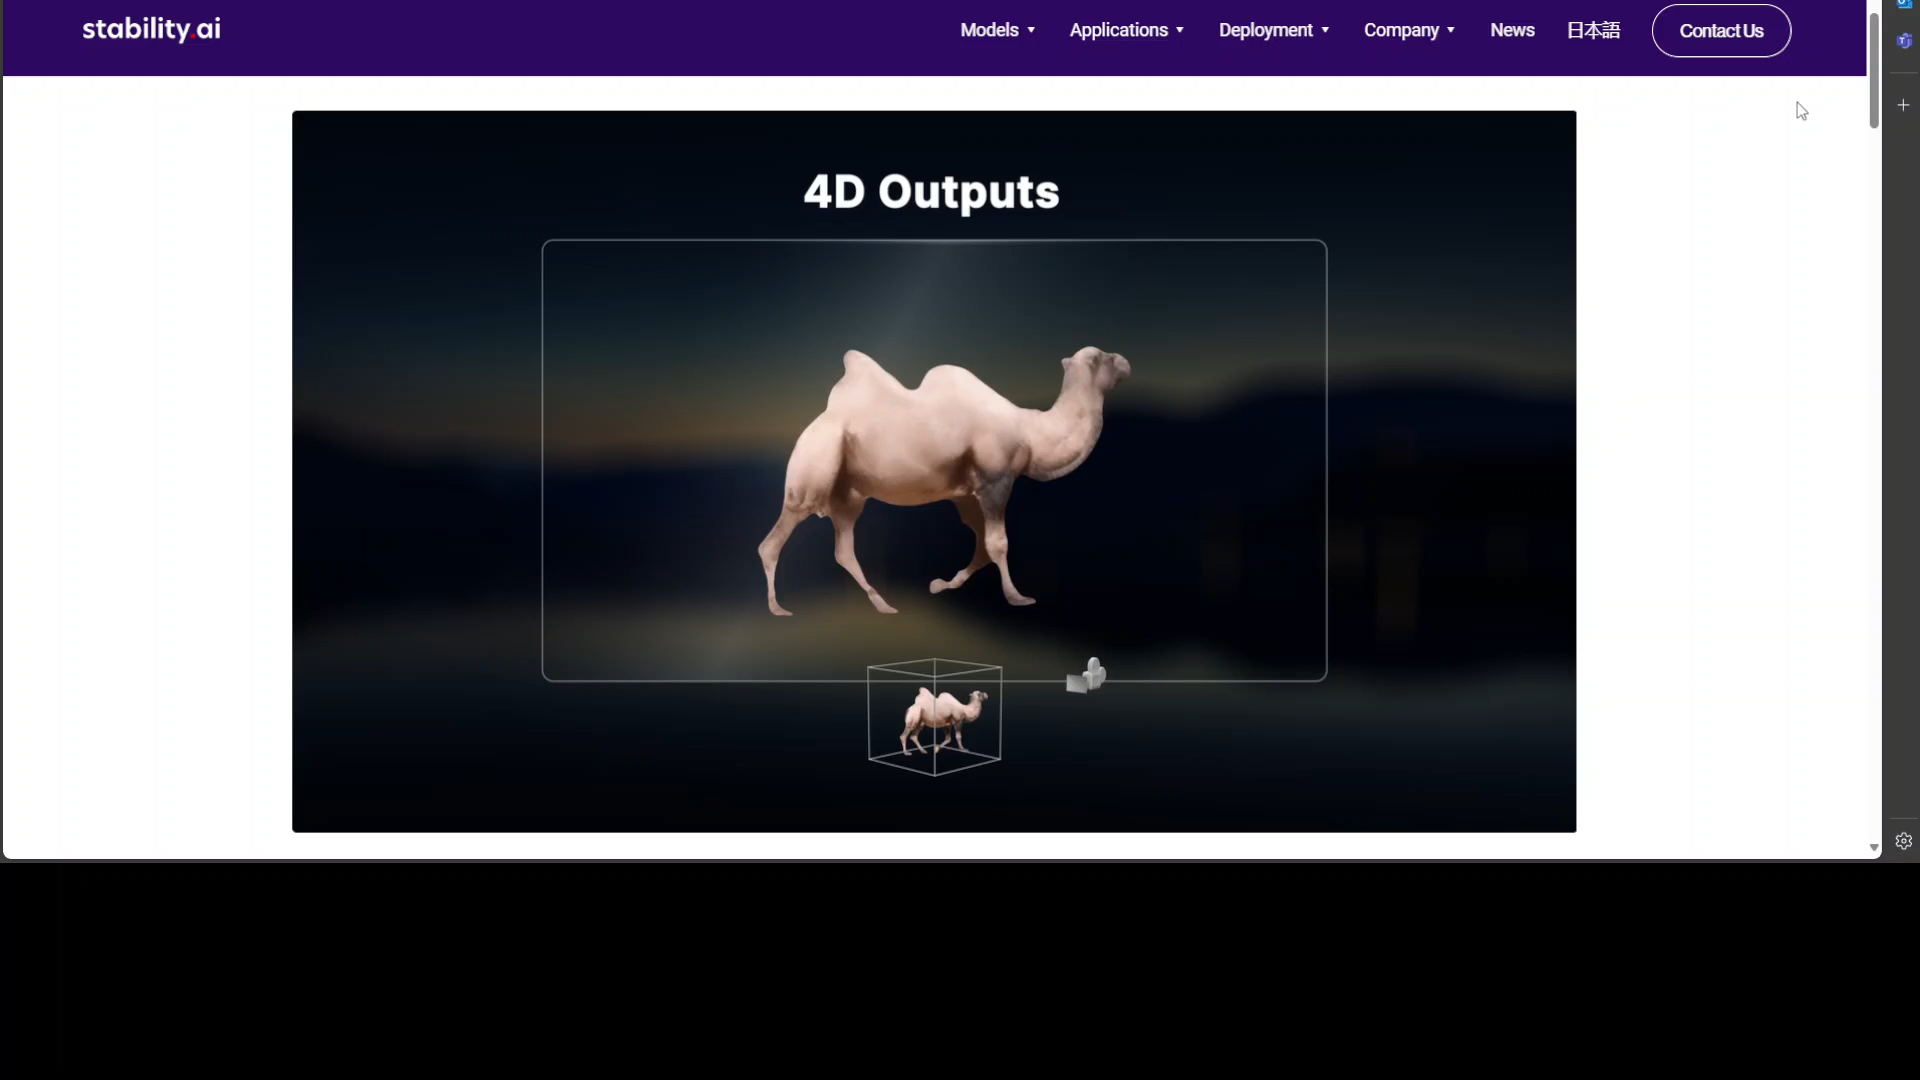 stability.ai
Models
Applications
Deployment
Company
News
日本語
Contact Us
4D Outputs